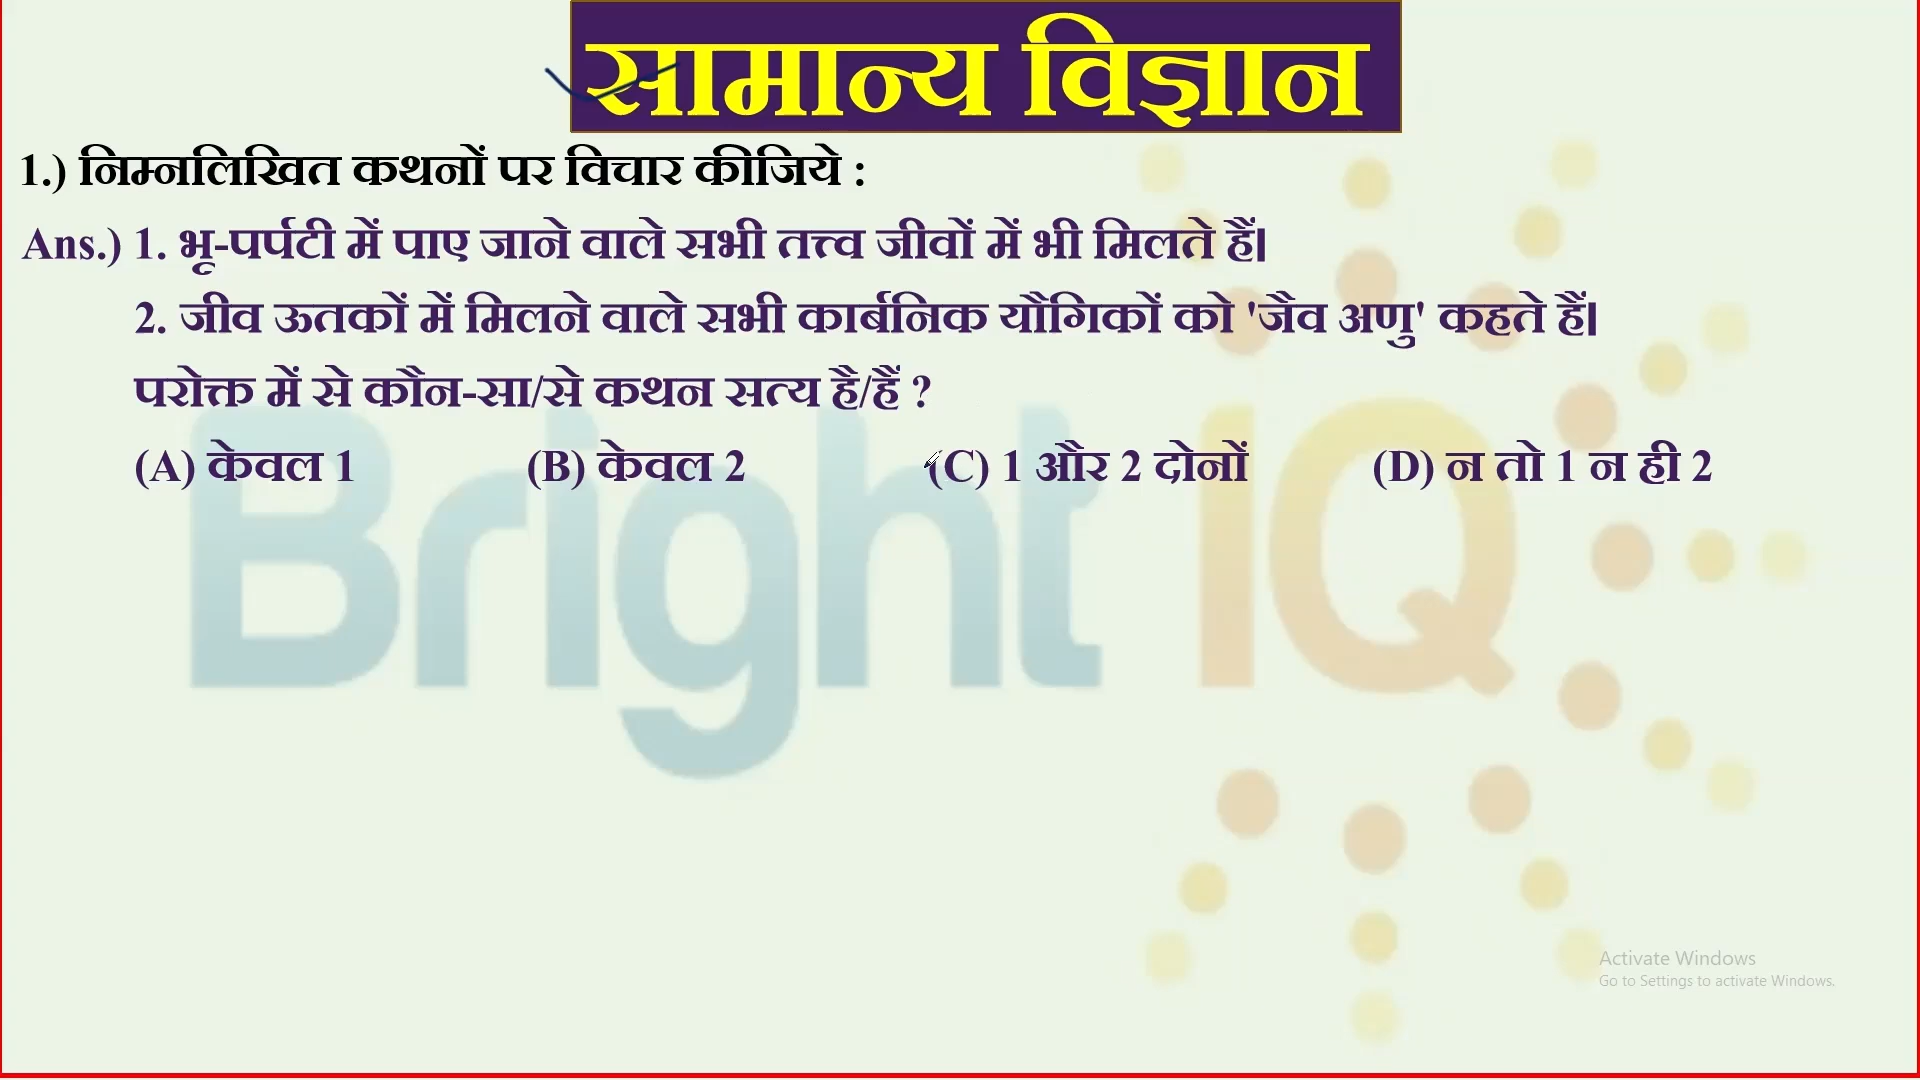 सामान्य विज्ञान
1.) निम्नलिखित कथनों पर विचार कीजिये :
Ans.) 1. भू-पर्पटी में पाए जाने वाले सभी तत्त्व जीवों में भी मिलते हैं।
2. जीव ऊतकों में मिलने वाले सभी कार्बनिक यौगिकों को 'जैव अणु' कहते हैं।
परोक्त में से कौन-सा/से कथन सत्य है/हैं ?
(A) केवल 1 (B) केवल 2 (C) 1 और 2 दोनों (D) न तो 1 न ही 2
Bright IQ
Activate Windows
Go to Settings to activate Windows.